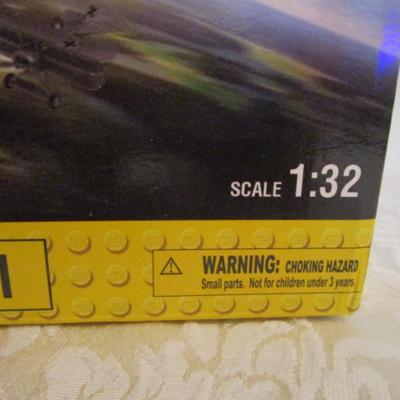 SCALE 1:32
WARNING: CHOKING HAZARD
Small parts. Not for children under 3 years.